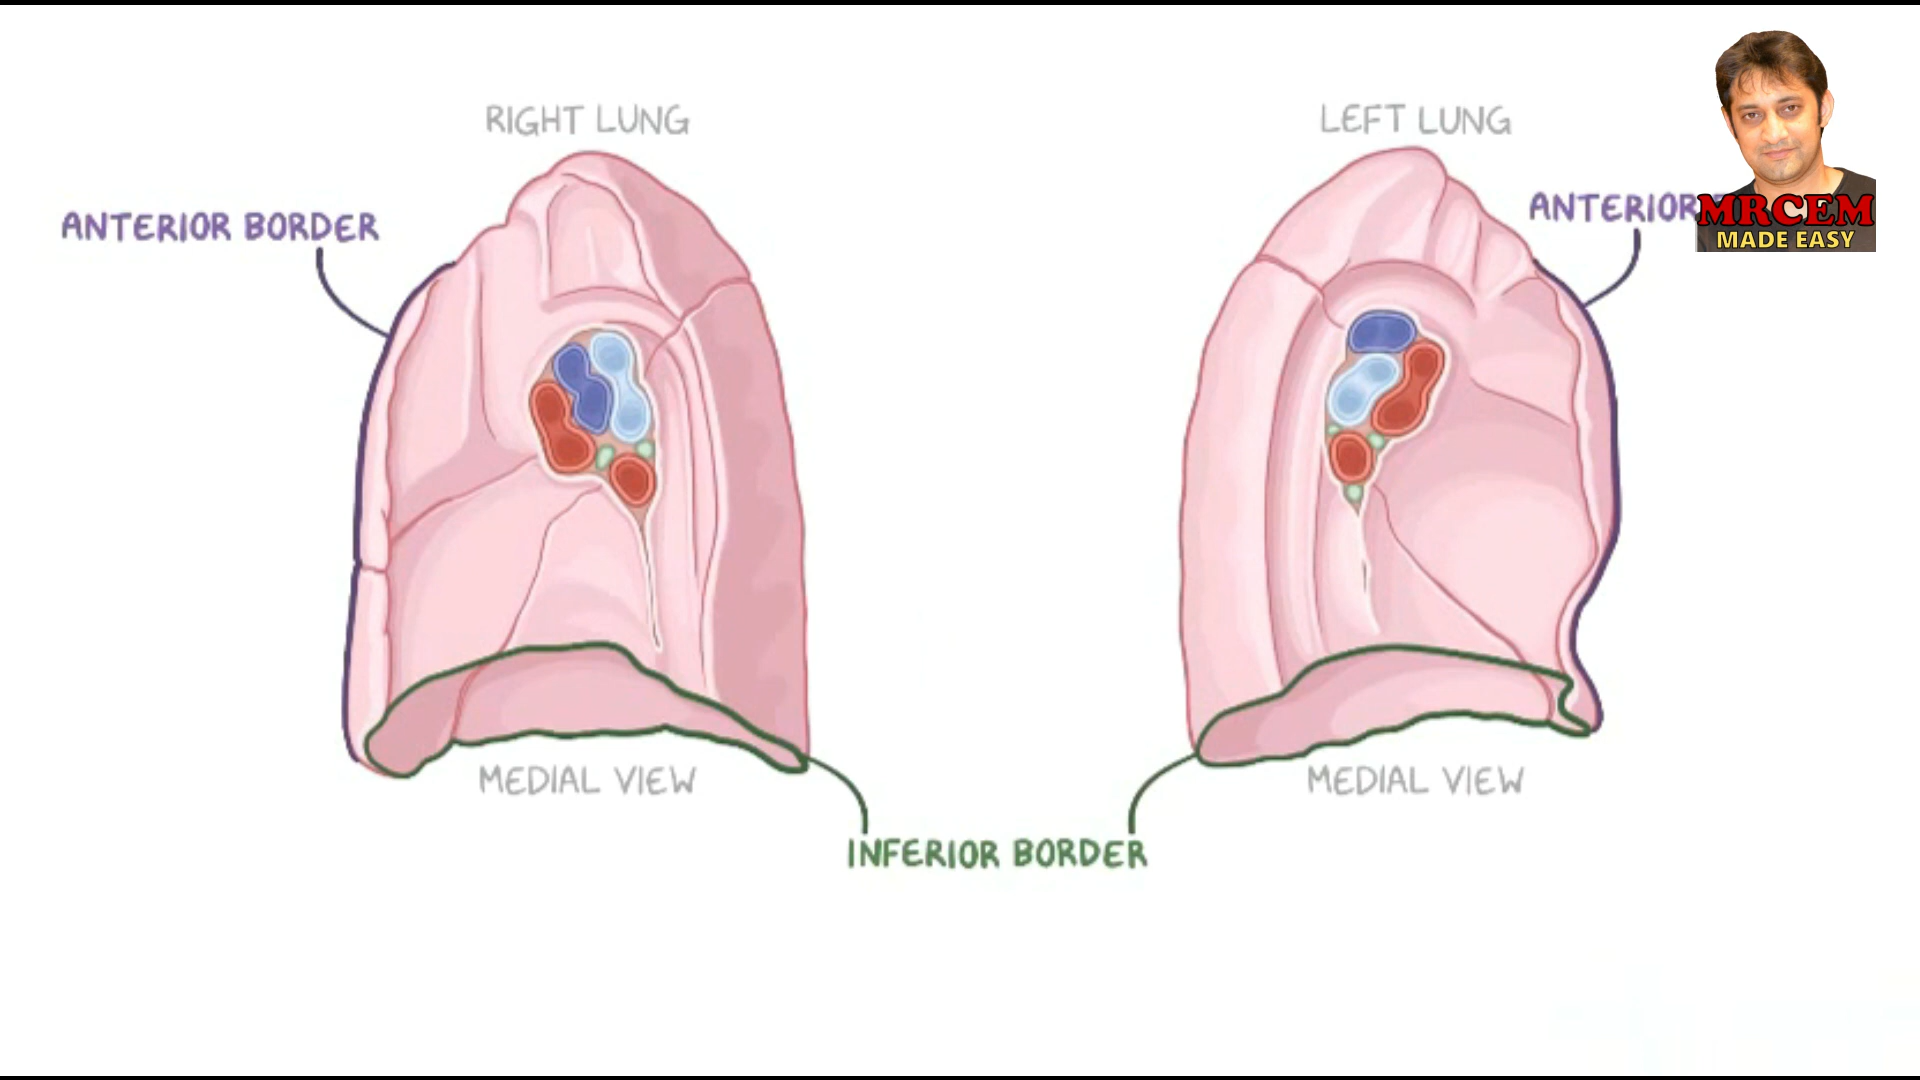 RIGHT LUNG
LEFT LUNG
ANTERIOR BORDER
ANTERIOR
MRCEM
MADE EASY
MEDIAL VIEW
MEDIAL VIEW
INFERIOR BORDER